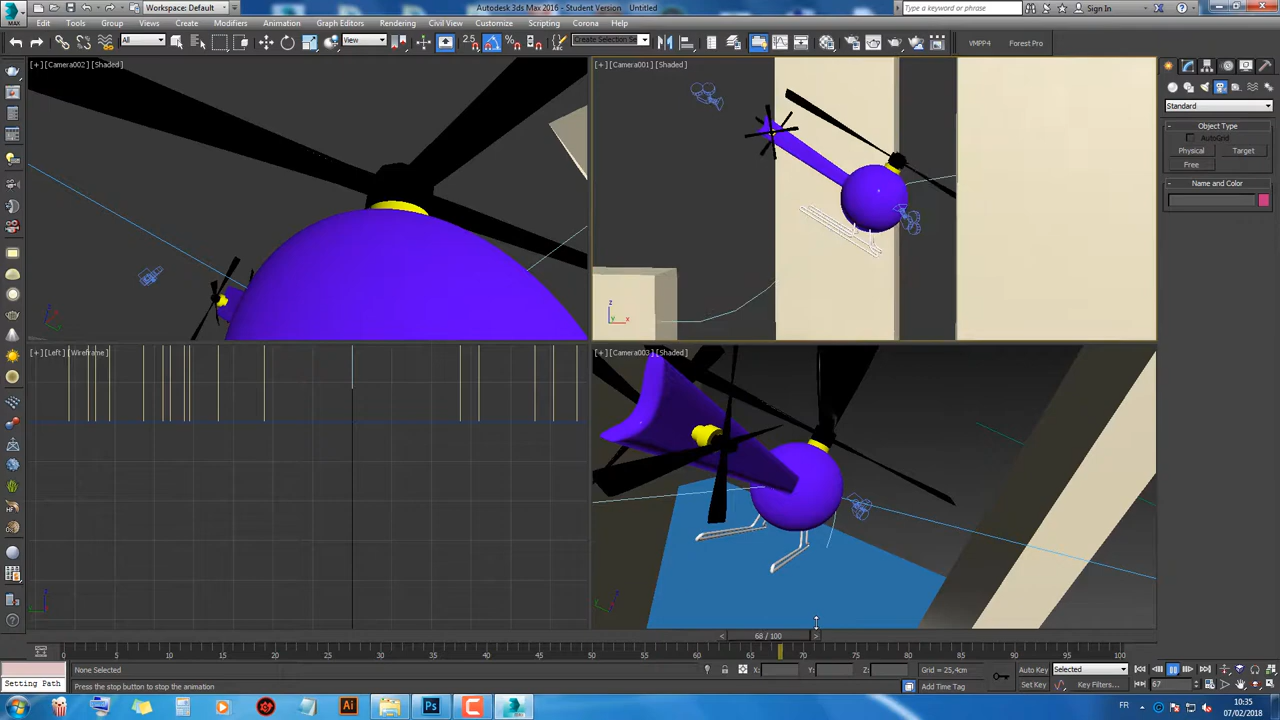 Workspace: Default
Autodesk 3ds Max 2016 - Student Version    Untitled
Type a keyword or phrase
Sign In
Edit Tools Group Views Create Modifiers Animation Graph Editors Rendering Civil View Customize Scripting Corona Help
All
View
2.5
Create Selection Se
VMPP4
Forest Pro
[+] [Camera002] [Shaded]
[+] [Camera001] [Shaded]
Standard
Object Type
AutoGrid
Physical Target
Free
Name and Color
[+] [Left] [Wireframe]
[+] [Camera003] [Shaded]
< 68 / 100 >
0 5 10 15 20 25 30 35 40 45 50 55 60 65 70 75 80 85 90 95 100
None Selected
X: Y: Z:
Grid = 25,4cm
Auto Key
Selected
Setting Path
Press the stop button to stop the animation
Add Time Tag
Set Key
Key Filters...
67
FR
10:35
07/02/2018